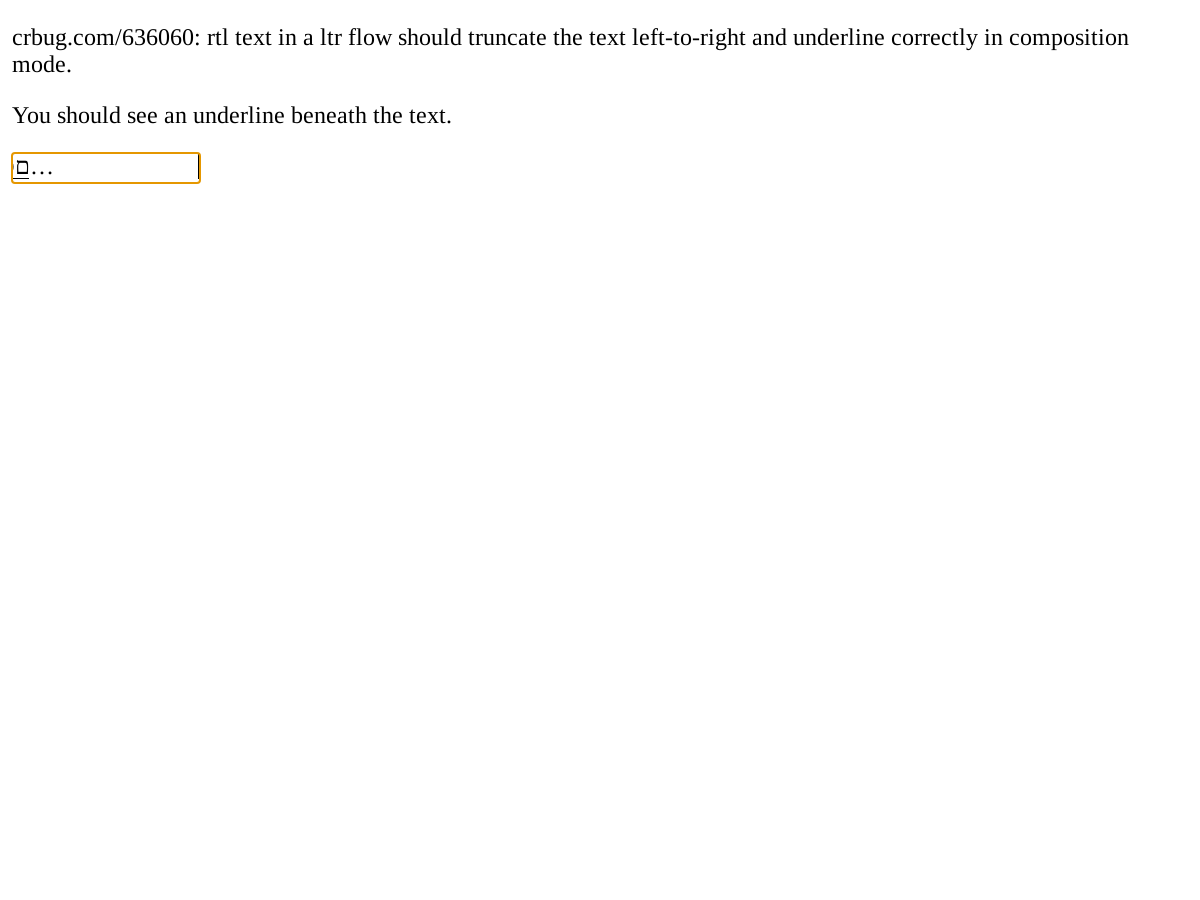 crbug.com/636060: rtl text in a ltr flow should truncate the text left-to-right and underline correctly in composition
mode.
You should see an underline beneath the text.
ם…